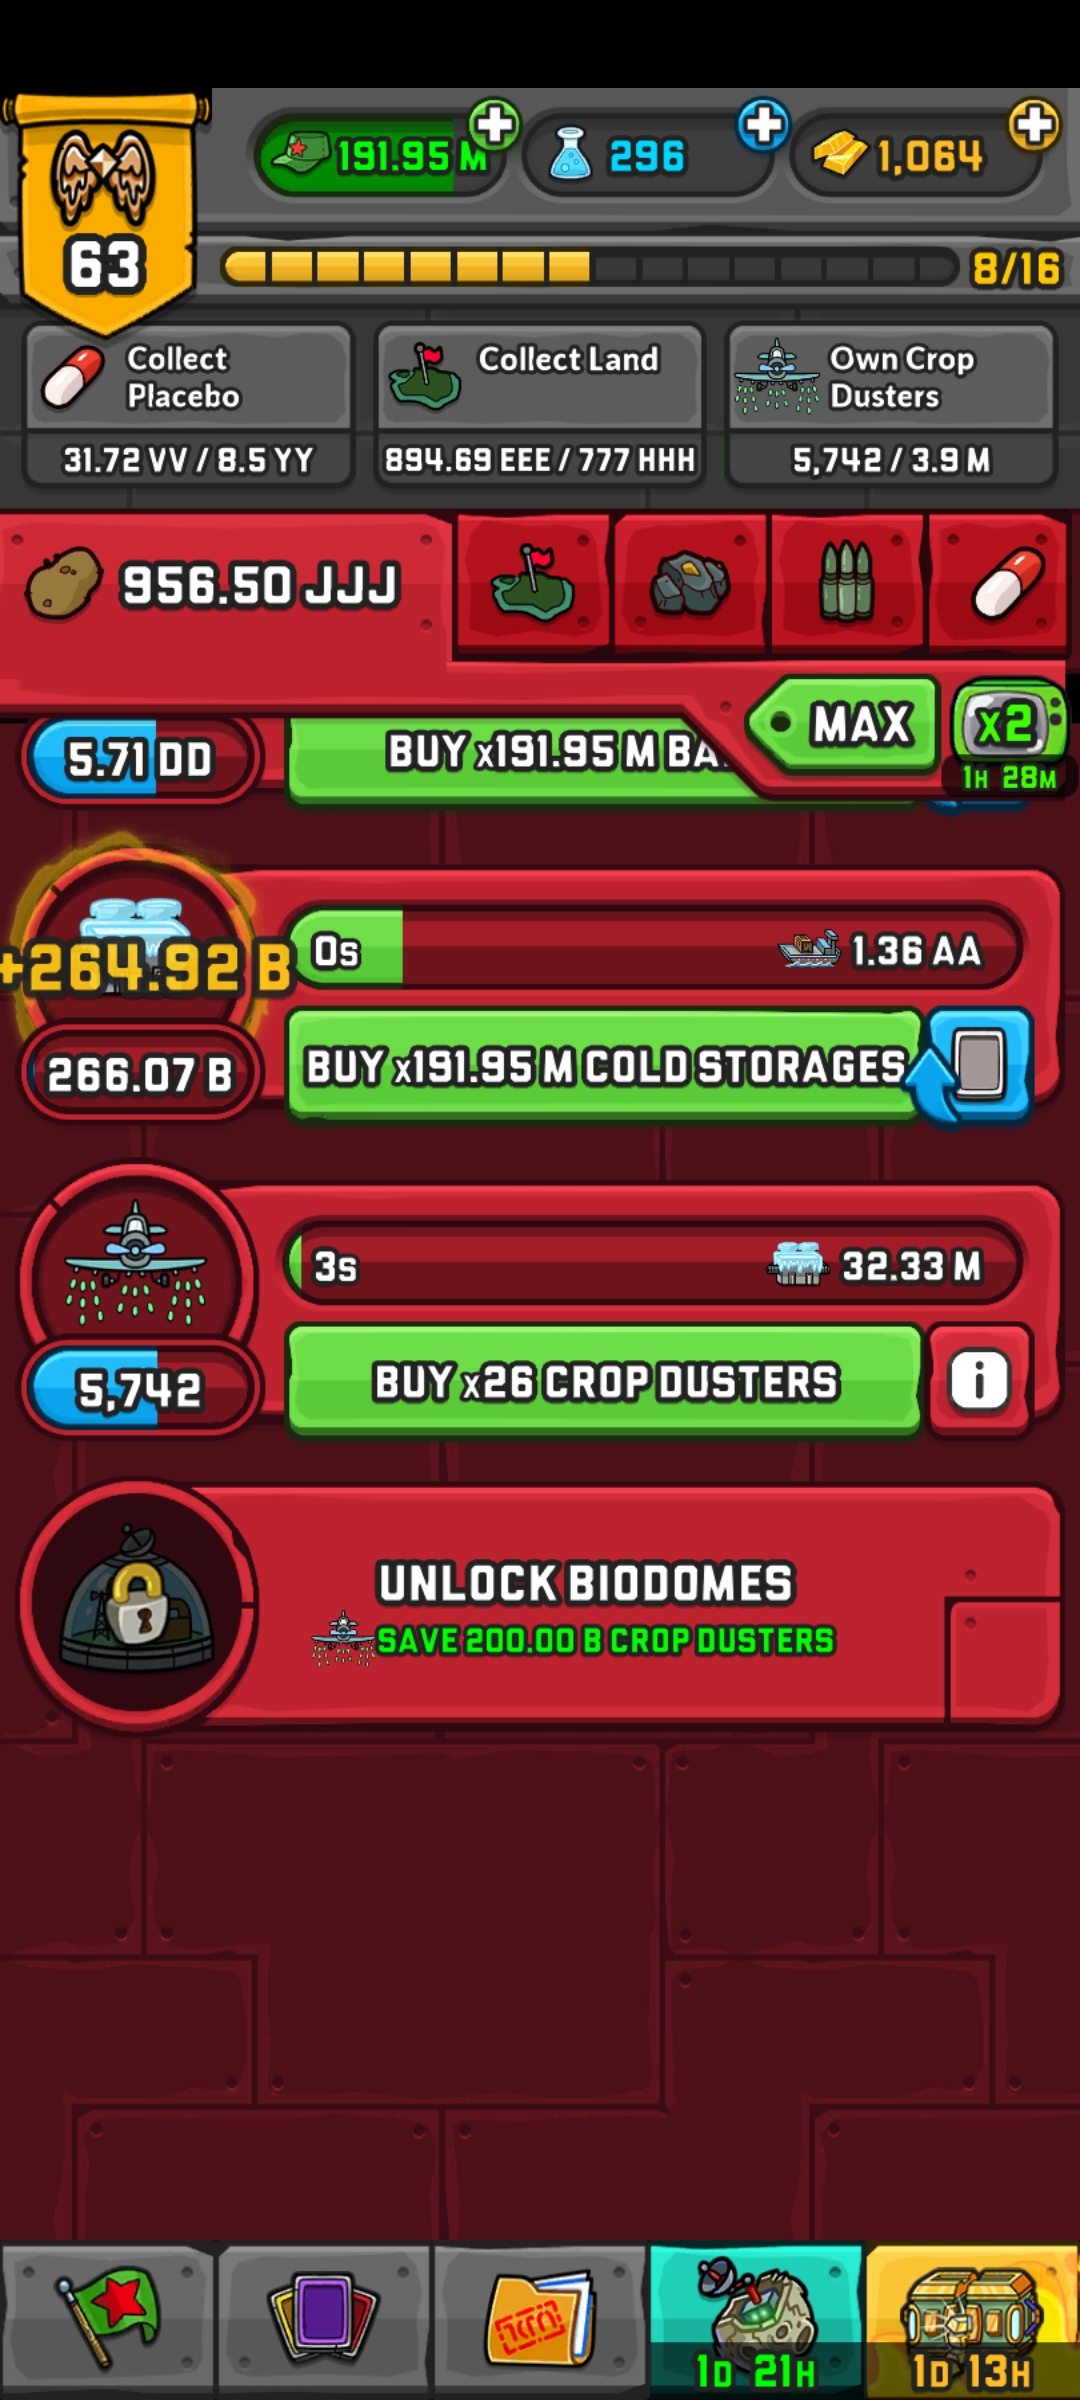 63
191.95 M
296
1,064
8/16
Collect
Placebo
31.72 VV / 8.5 YY
Collect Land
894.69 EEE / 777 HHH
Own Crop
Dusters
5,742 / 3.9 M
956.50 JJJ
MAX
x2
1H 28M
5.71 DD
BUY x191.95 M BA
+264.92 B
0s
1.36 AA
266.07 B
BUY x191.95 M COLD STORAGES
3s
32.33 M
5,742
BUY x26 CROP DUSTERS
i
UNLOCK BIODOMES
SAVE 200.00 B CROP DUSTERS
1D 21H
1D 13H